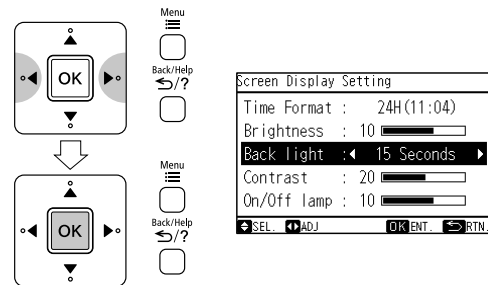 Menu
OK
Back/Help
?
Menu
OK
Back/Help
?
Screen Display Setting
Time Format : 24H(11:04)
Brightness : 10
Back light : 15 Seconds
Contrast : 20
On/Off lamp : 10
SEL. ADJ OK ENT. RTN.